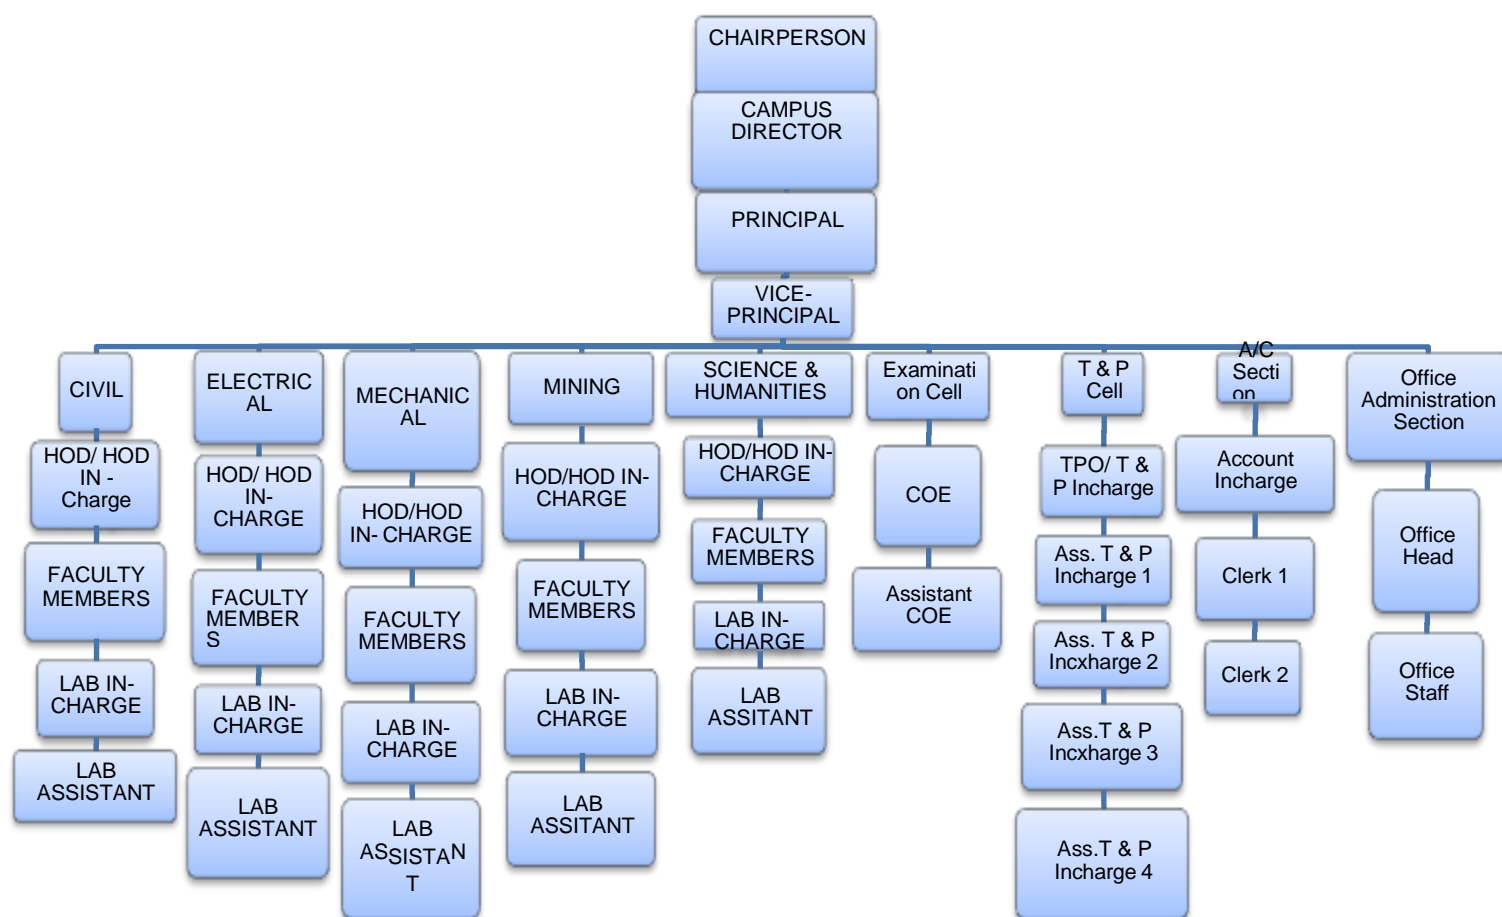 CHAIRPERSON
CAMPUS
DIRECTOR
PRINCIPAL
VICE-
PRINCIPAL
CIVIL
HOD/ HOD
IN -
Charge
FACULTY
MEMBERS
LAB IN-
CHARGE
LAB
ASSISTANT
ELECTRIC
AL
HOD/ HOD
IN-
CHARGE
FACULTY
MEMBER
S
LAB IN-
CHARGE
LAB
ASSISTANT
MECHANIC
AL
HOD/HOD
IN- CHARGE
FACULTY
MEMBERS
LAB IN-
CHARGE
LAB
ASSISTAN
T
MINING
HOD/HOD IN-
CHARGE
FACULTY
MEMBERS
LAB IN-
CHARGE
LAB
ASSITANT
SCIENCE &
HUMANITIES
HOD/HOD IN-
CHARGE
FACULTY
MEMBERS
LAB IN-
CHARGE
LAB
ASSITANT
Examinati
on Cell
COE
Assistant
COE
T & P
Cell
TPO/ T &
P Incharge
Ass. T & P
Incharge 1
Ass. T & P
Incxharge 2
Ass.T & P
Incxharge 3
Ass.T & P
Incharge 4
A/C
Secti
on
Account
Incharge
Clerk 1
Clerk 2
Office
Administration
Section
Office
Head
Office
Staff